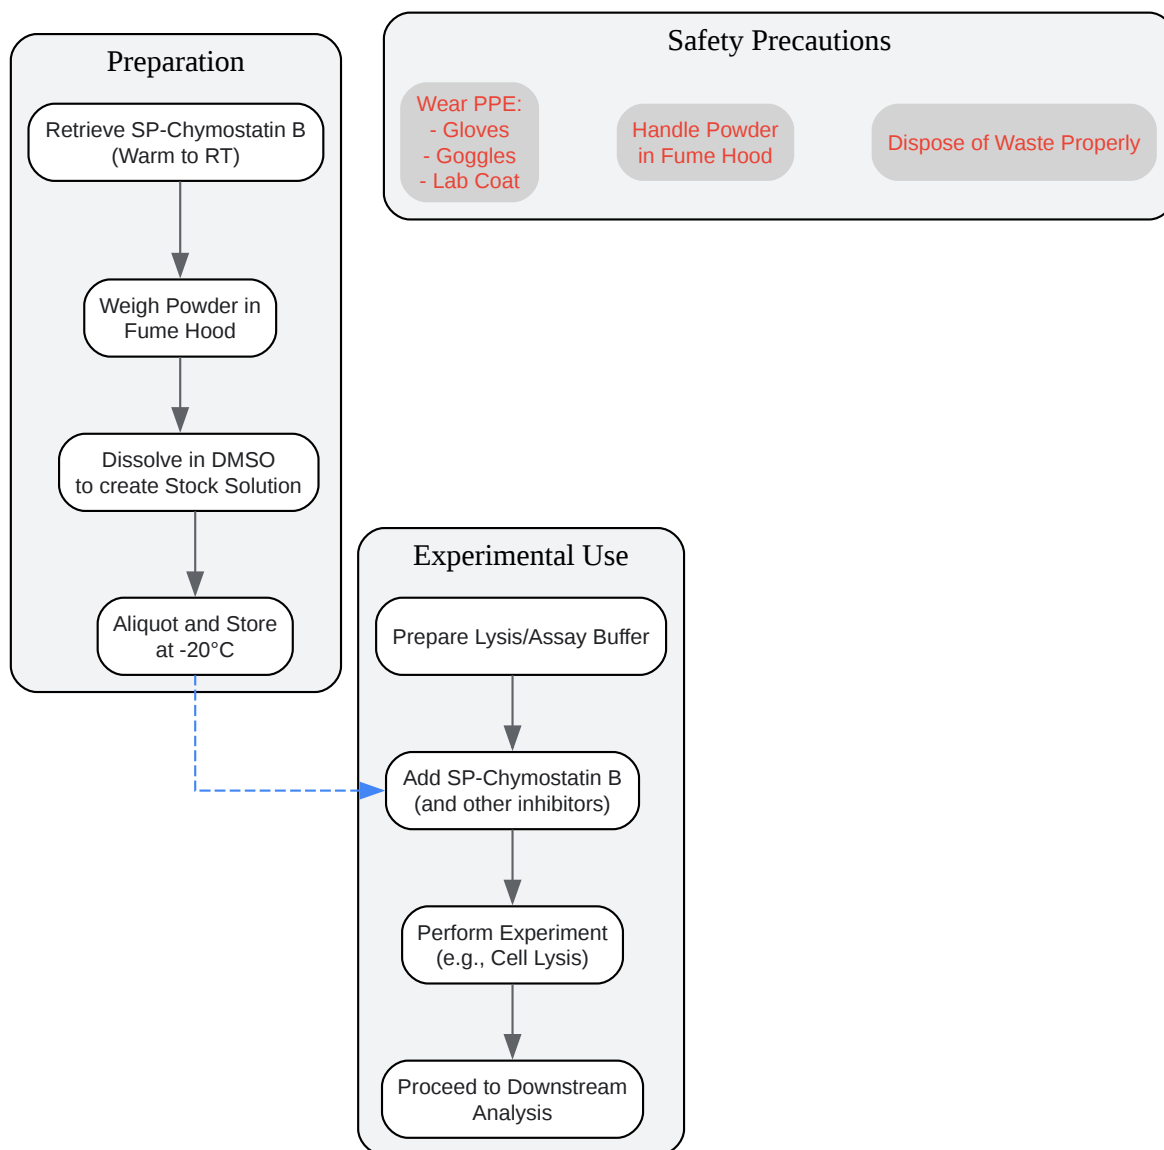 Preparation
Retrieve SP-Chymostatin B
(Warm to RT)
Weigh Powder in
Fume Hood
Dissolve in DMSO
to create Stock Solution
Aliquot and Store
at -20°C
Safety Precautions
Wear PPE:
- Gloves
- Goggles
- Lab Coat
Handle Powder
in Fume Hood
Dispose of Waste Properly
Experimental Use
Prepare Lysis/Assay Buffer
Add SP-Chymostatin B
(and other inhibitors)
Perform Experiment
(e.g., Cell Lysis)
Proceed to Downstream
Analysis